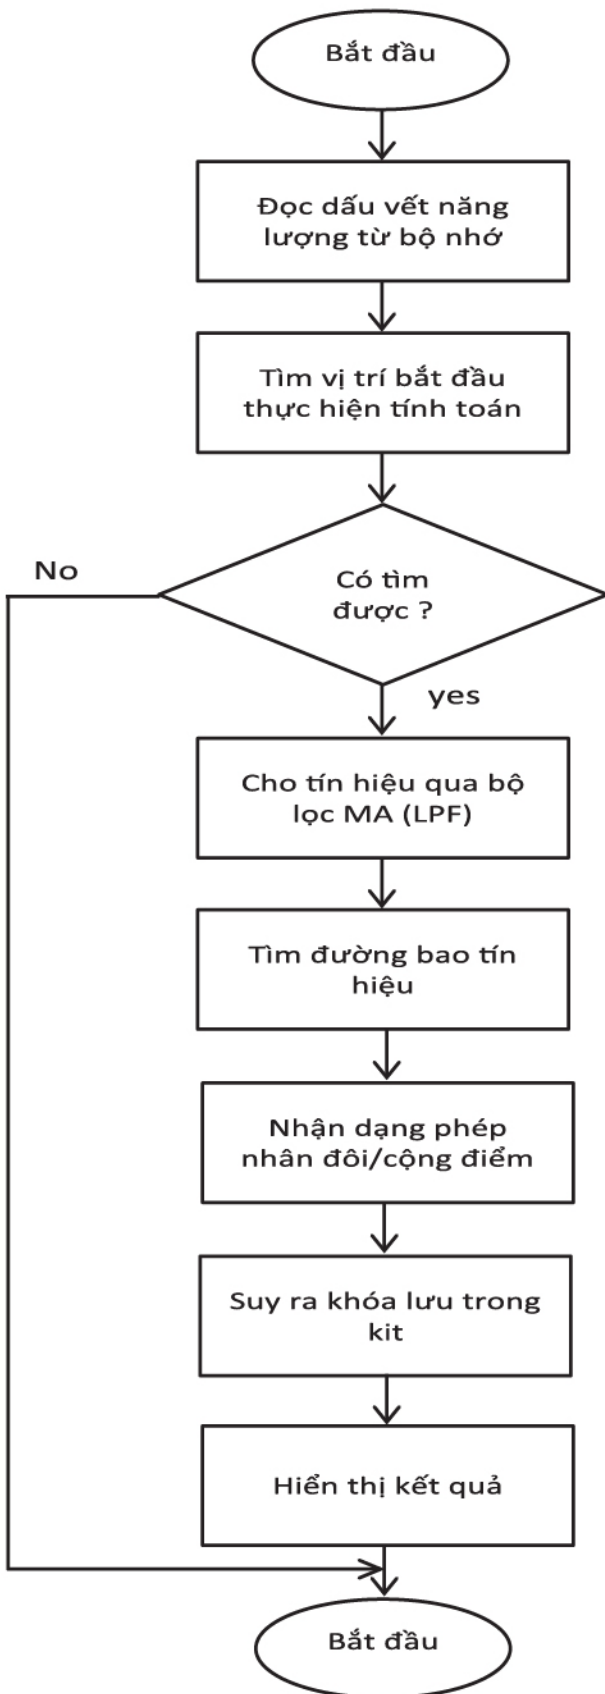 Bắt đầu
Đọc dấu vết năng
lượng từ bộ nhớ
Tìm vị trí bắt đầu
thực hiện tính toán
No
Có tìm
được ?
yes
Cho tín hiệu qua bộ
lọc MA (LPF)
Tìm đường bao tín
hiệu
Nhận dạng phép
nhân đôi/cộng điểm
Suy ra khóa lưu trong
kit
Hiển thị kết quả
Bắt đầu